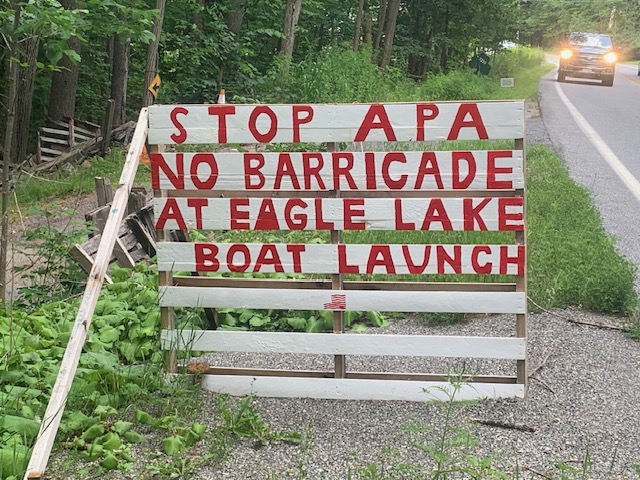 STOP APA
NO BARRICADE
AT EAGLE LAKE
BOAT LAUNCH